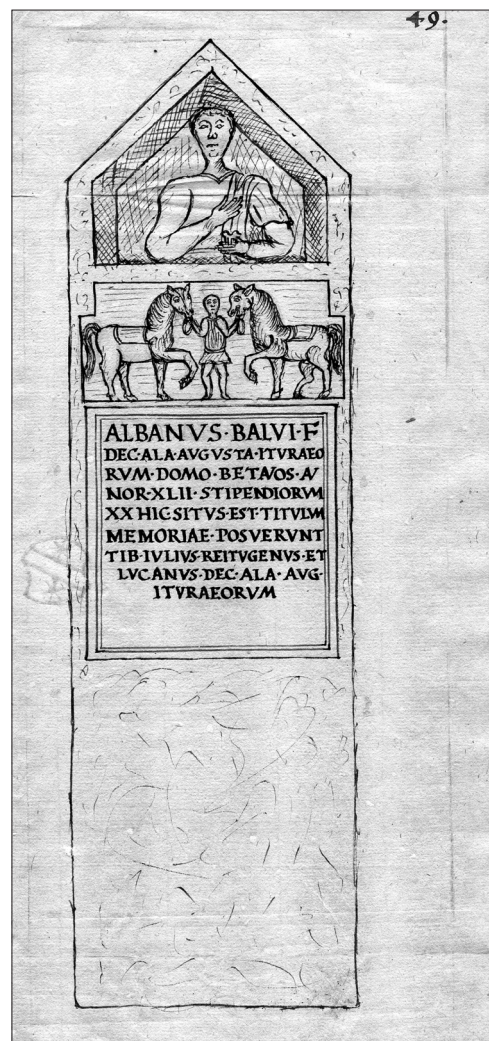 49.
ALBANVS·BALVI·F
DEC·ALA·AVGVSTA·ITVRAEO
RVM·DOMO·BETAVOS·AN
NOR·XLII·STIPENDIORVM
XX HIC·SITVS·EST·TITVLVM
MEMORIAE·POSVERVNT
TIB·IVLIVS·REITVGENVS·ET
LVCANVS·DEC·ALA·AVG·
ITVRAEORVM